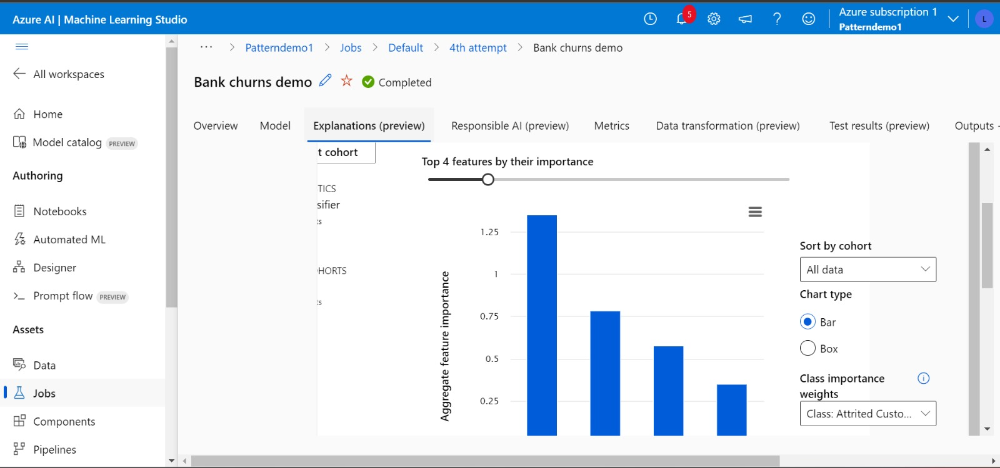 Azure AI | Machine Learning Studio
5
Azure subscription 1
Patterndemo1
L
All workspaces
Home
Model catalog PREVIEW
Authoring
Notebooks
Automated ML
Designer
Prompt flow PREVIEW
Assets
Data
Jobs
Components
Pipelines
... > Patterndemo1 > Jobs > Default > 4th attempt > Bank churns demo
Bank churns demo Completed
Overview Model Explanations (preview) Responsible AI (preview) Metrics Data transformation (preview) Test results (preview) Outputs
t cohort
TICS
sifier
ts
HORTS
ts
Top 4 features by their importance
Aggregate feature importance
1.25
1
0.75
0.5
0.25
Sort by cohort
All data
Chart type
Bar
Box
Class importance
weights
Class: Attrited Custo...